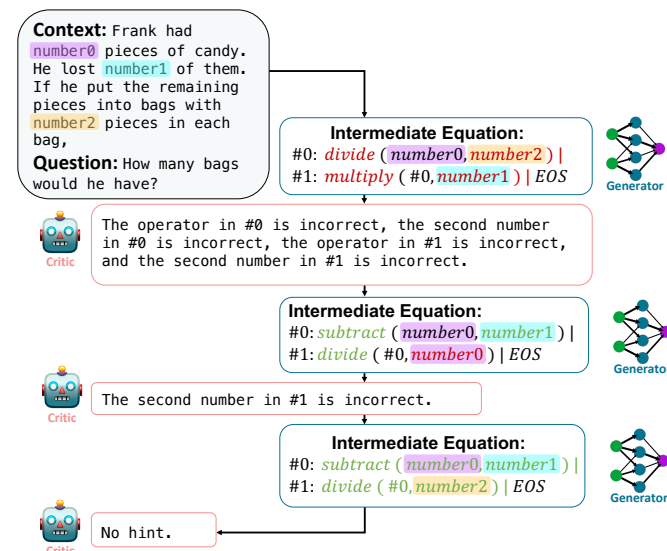 Context: Frank had
number0 pieces of candy.
He lost number1 of them.
If he put the remaining
pieces into bags with
number2 pieces in each
bag,
Question: How many bags
would he have?
Intermediate Equation:
#0: divide ( number0, number2 ) |
#1: multiply ( #0, number1 ) | EOS
Generator
The operator in #0 is incorrect, the second number
in #0 is incorrect, the operator in #1 is incorrect,
and the second number in #1 is incorrect.
Critic
Intermediate Equation:
#0: subtract ( number0, number1 ) |
#1: divide ( #0, number0 ) | EOS
Generator
The second number in #1 is incorrect.
Critic
Intermediate Equation:
#0: subtract ( number0, number1 ) |
#1: divide ( #0, number2 ) | EOS
Generator
No hint.
Critic